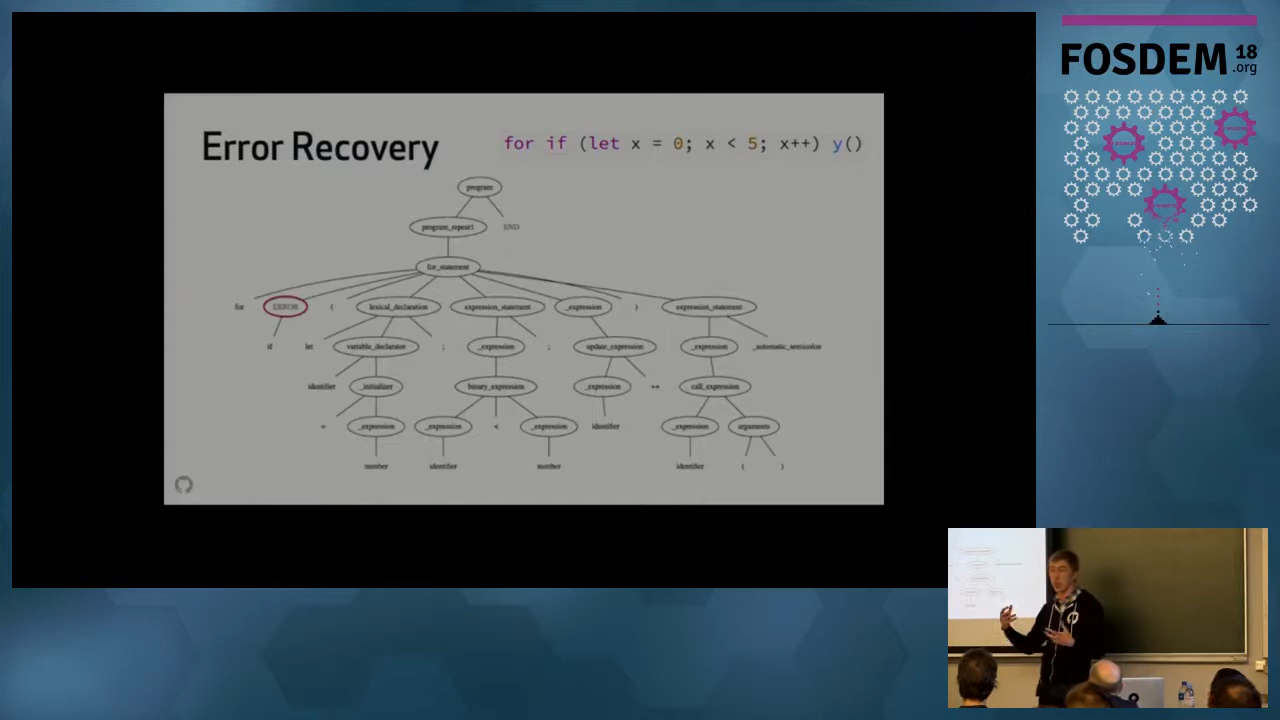 Error Recovery
for if (let x = 0; x < 5; x++) y()
program
program_repeat1 END
for_statement
for ERROR ( lexical_declaration expression_statement _expression ) expression_statement
if let variable_declarator ; _expression ; update_expression _expression _automatic_semicolon
identifier _initializer binary_expression _expression ++ call_expression
= _expression _expression < _expression identifier _expression arguments
number identifier number identifier ( )
FOSDEM 18
.org